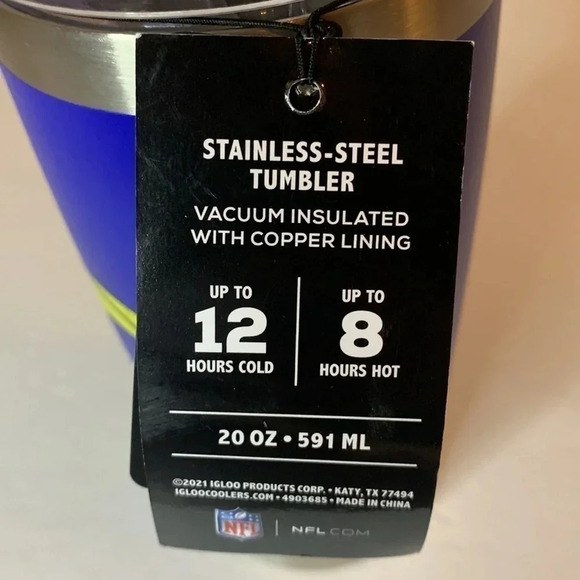 STAINLESS-STEEL
TUMBLER
VACUUM INSULATED
WITH COPPER LINING
UP TO
12
HOURS COLD
UP TO
8
HOURS HOT
20 OZ • 591 ML
©2021 IGLOO PRODUCTS CORP. • KATY, TX 77494
IGLOOCOOLERS.COM • 4903685 • MADE IN CHINA
NFL | NFL.COM